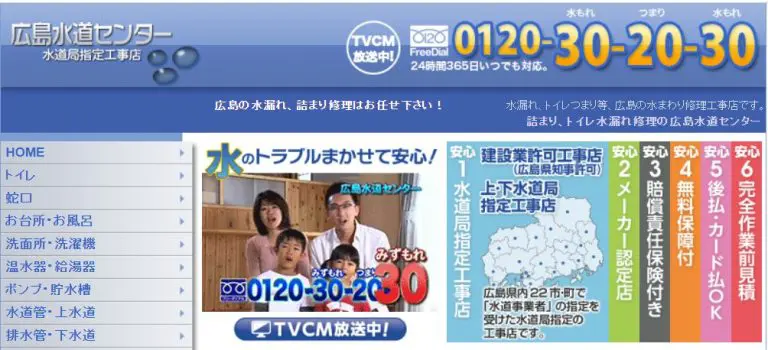 広島水道センター
水道局指定工事店
TVCM
放送中!
FreeDial
水もれ つまり 水もれ
0120-30-20-30
24時間365日いつでも対応。
広島の水漏れ、詰まり修理はお任せ下さい！
水漏れ、トイレつまり等、広島の水まわり修理工事店です。
詰まり、トイレ水漏れ修理の広島水道センター
HOME
トイレ
蛇口
お台所・お風呂
洗面所・洗濯機
温水器・給湯器
ポンプ・貯水槽
水道管・上水道
排水管・下水道
水のトラブルまかせて安心!
広島水道センター
みずもれ つまり みずもれ
0120-30-20 30
TVCM放送中!
安心1水道局指定工事店
建設業許可工事店
(広島県知事許可)
上・下水道局
指定工事店
広島県内22市・町で
「水道事業者」の指定を
受けた水道局指定の
工事店です。
安心2メーカー認定店
安心3賠償責任保険付き
安心4無料保障付
安心5後払・カード払OK
安心6完全作業前見積